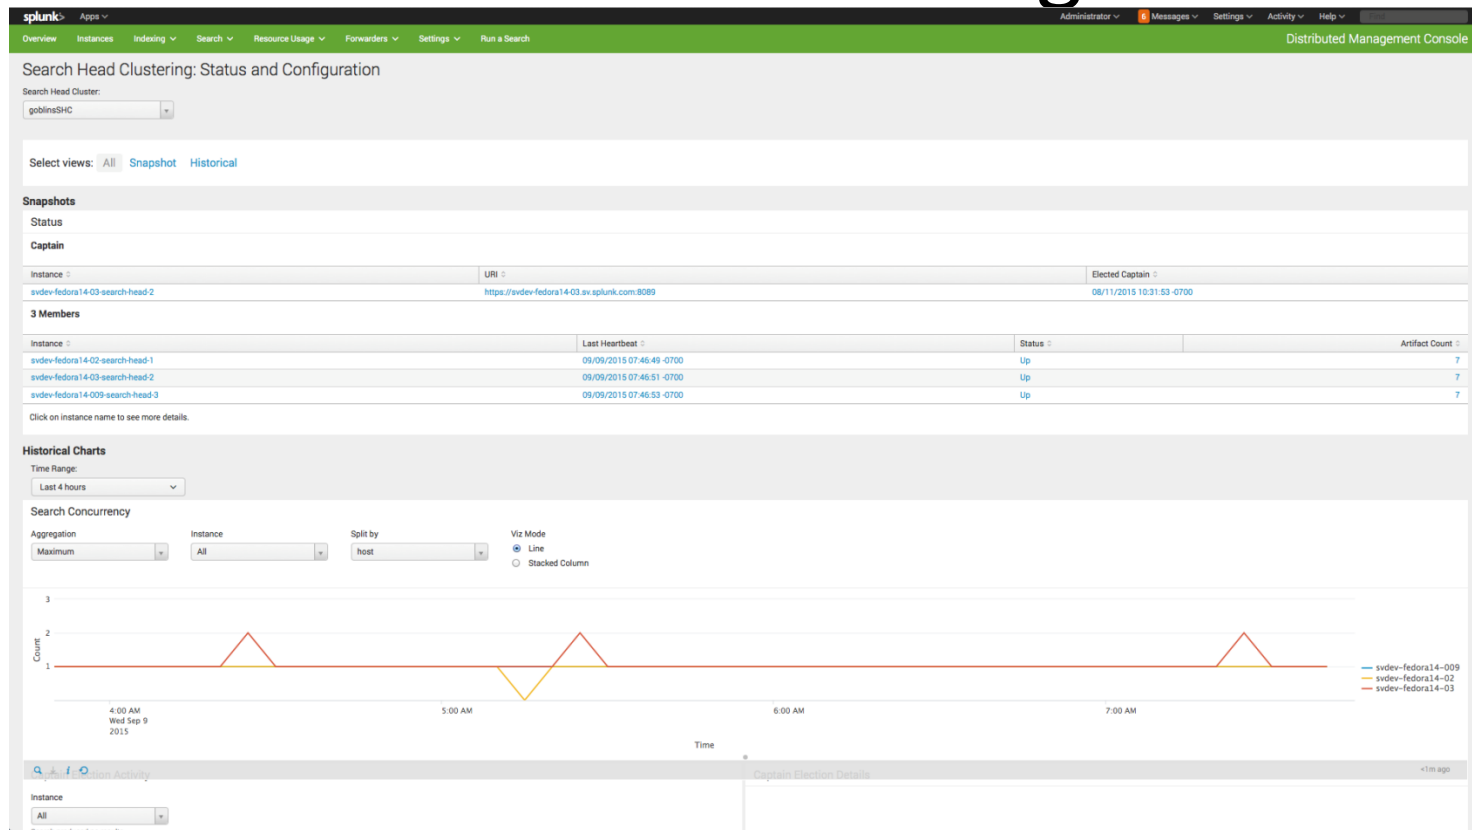 splunk> Apps Administrator 6 Messages Settings Activity Help Find
Overview Instances Indexing Search Resource Usage Forwarders Settings Run a Search Distributed Management Console
Search Head Clustering: Status and Configuration
Search Head Cluster:
goblinsSHC
Select views: All Snapshot Historical
Snapshots
Status
Captain
Instance URI Elected Captain
svdev-fedora14-03-search-head-2 https://svdev-fedora14-03.sv.splunk.com:8089 08/11/2015 10:31:53 -0700
3 Members
Instance Last Heartbeat Status Artifact Count
svdev-fedora14-02-search-head-1 09/09/2015 07:46:49 -0700 Up 7
svdev-fedora14-03-search-head-2 09/09/2015 07:46:51 -0700 Up 7
svdev-fedora14-009-search-head-3 09/09/2015 07:46:53 -0700 Up 7
Click on instance name to see more details.
Historical Charts
Time Range:
Last 4 hours
Search Concurrency
Aggregation Instance Split by Viz Mode
Maximum All host Line
Stacked Column
3
2
Count
1
svdev-fedora14-009
svdev-fedora14-02
svdev-fedora14-03
4:00 AM 5:00 AM 6:00 AM 7:00 AM
Wed Sep 9
2015
Time
Captain Election Activity Captain Election Details <1m ago
Instance
All